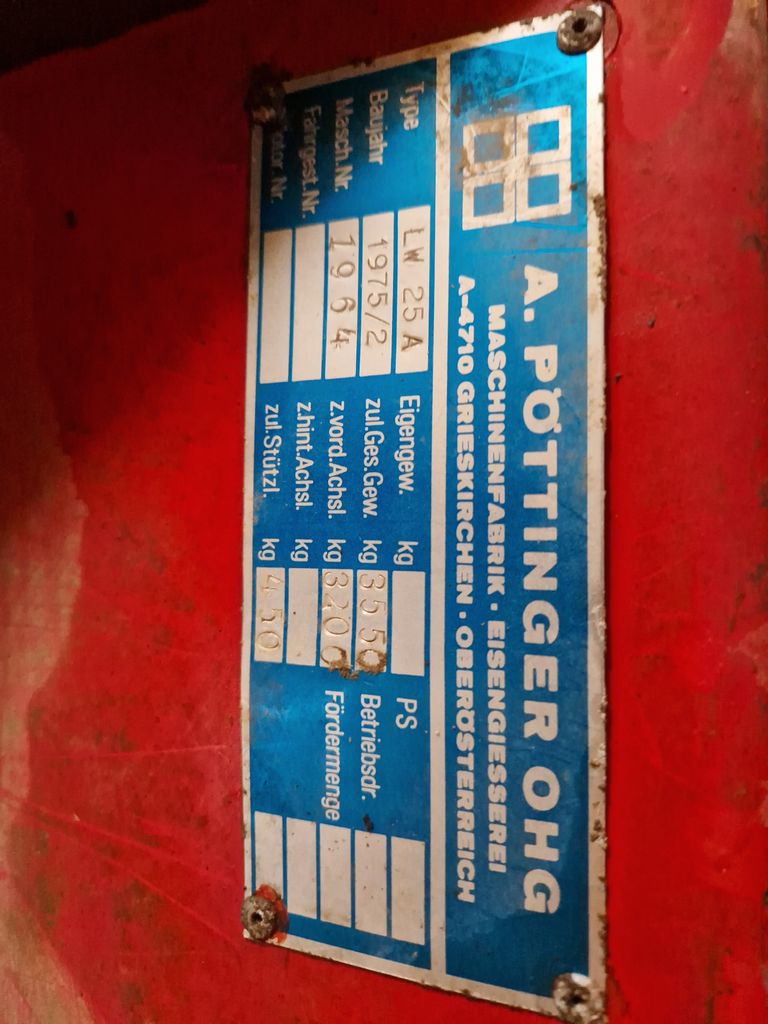 A. PÖTTINGER OHG
MASCHINENFABRIK · EISENGIESSEREI
A-4710 GRIESKIRCHEN · OBERÖSTERREICH
Type LW 25 A Eigengew. kg PS
Baujahr 1975/2 zul.Ges.Gew. kg 3550 Betriebsdr.
Masch.Nr. 1964 z.vord.Achsl. kg 3200 Fördermenge
Fahrgest.Nr. z.hint.Achsl. kg
Motor Nr. zul.Stützl. kg 450